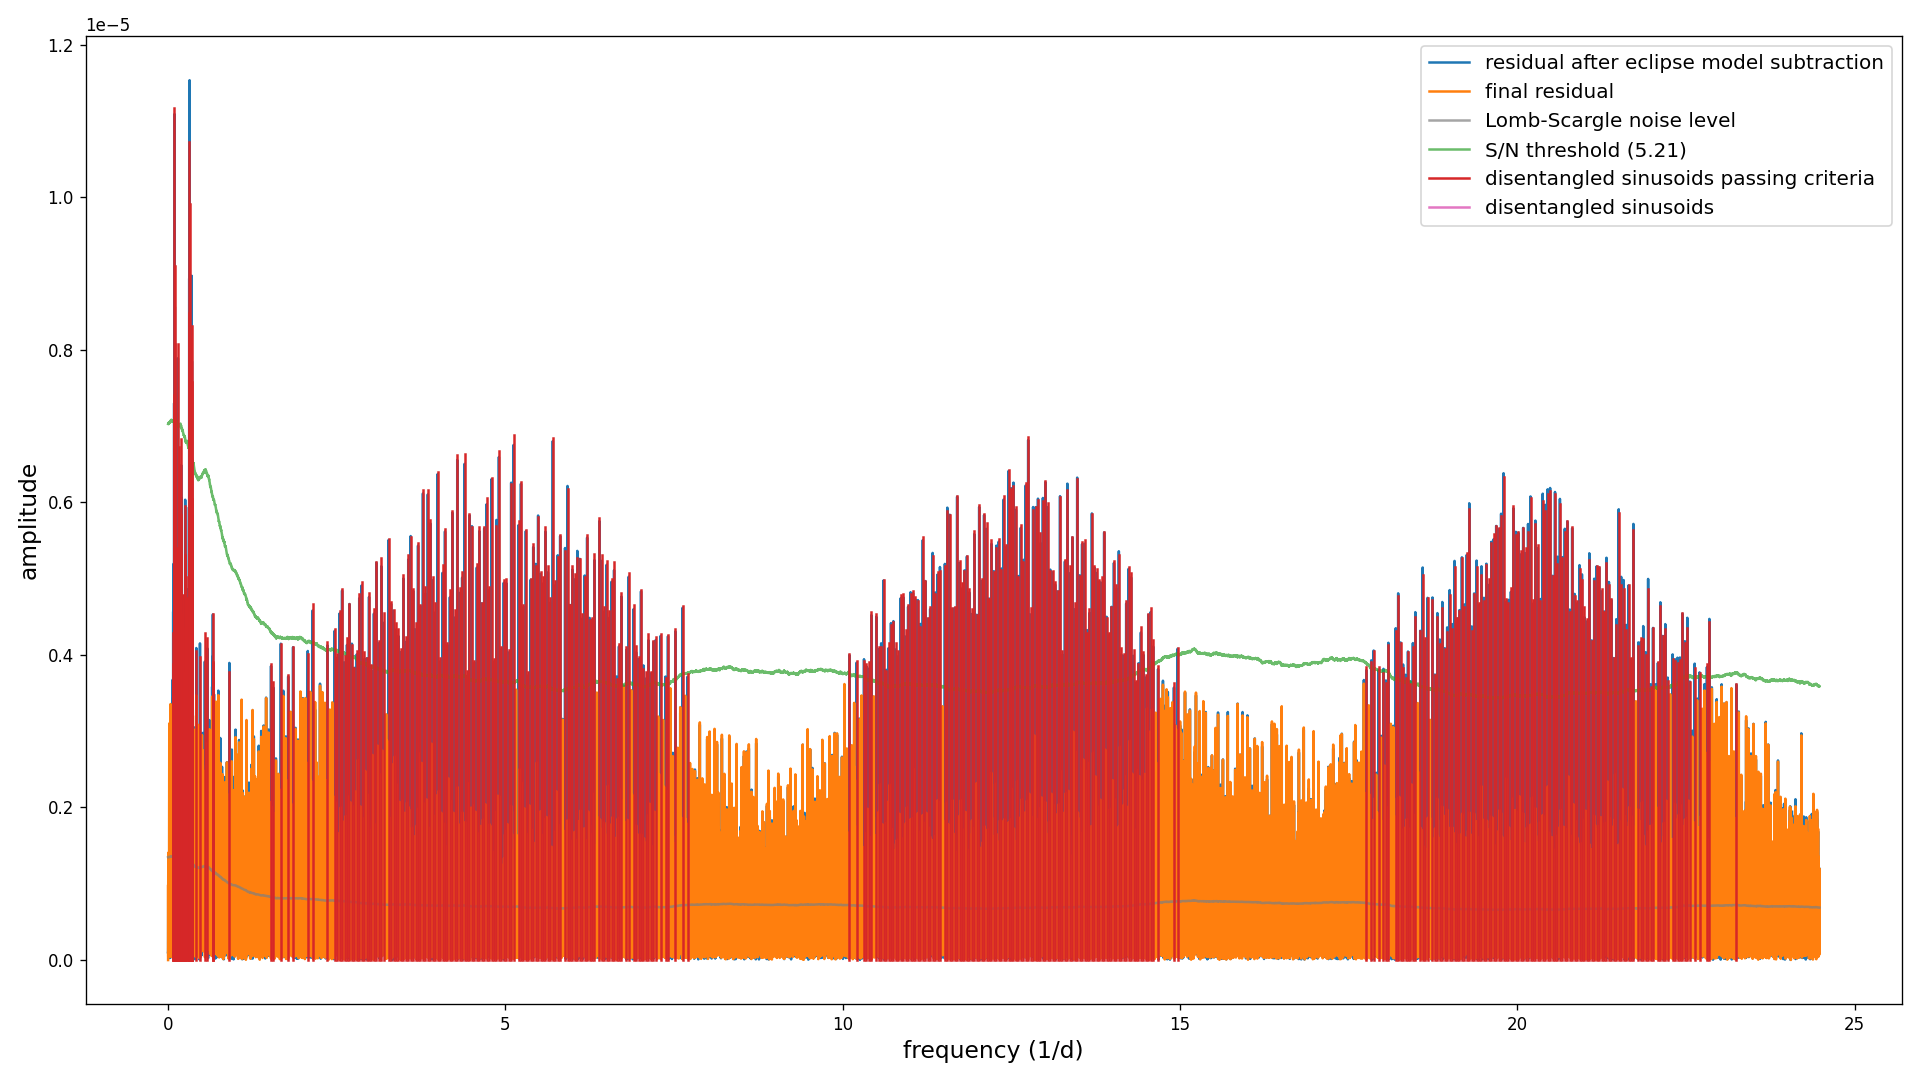 1e−5
1.2
1.0
0.8
0.6
0.4
0.2
0.0
amplitude
residual after eclipse model subtraction
final residual
Lomb-Scargle noise level
S/N threshold (5.21)
disentangled sinusoids passing criteria
disentangled sinusoids
0 5 10 15 20 25
frequency (1/d)